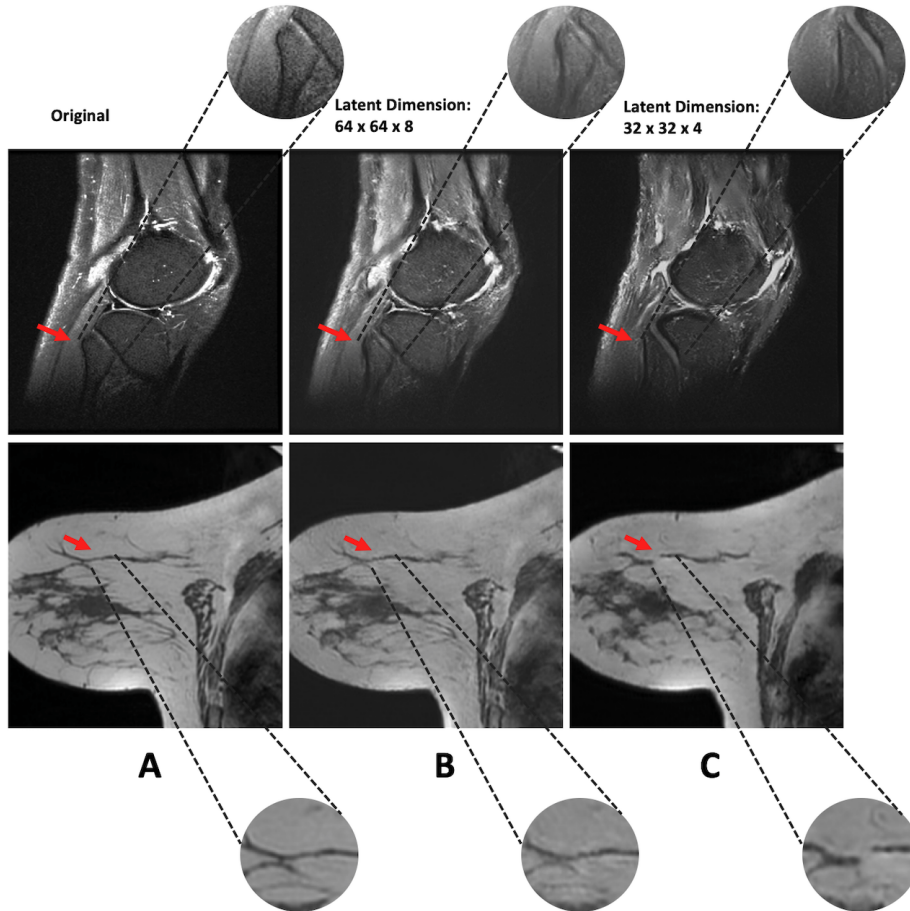 Original
Latent Dimension:
64 x 64 x 8
Latent Dimension:
32 x 32 x 4
A
B
C